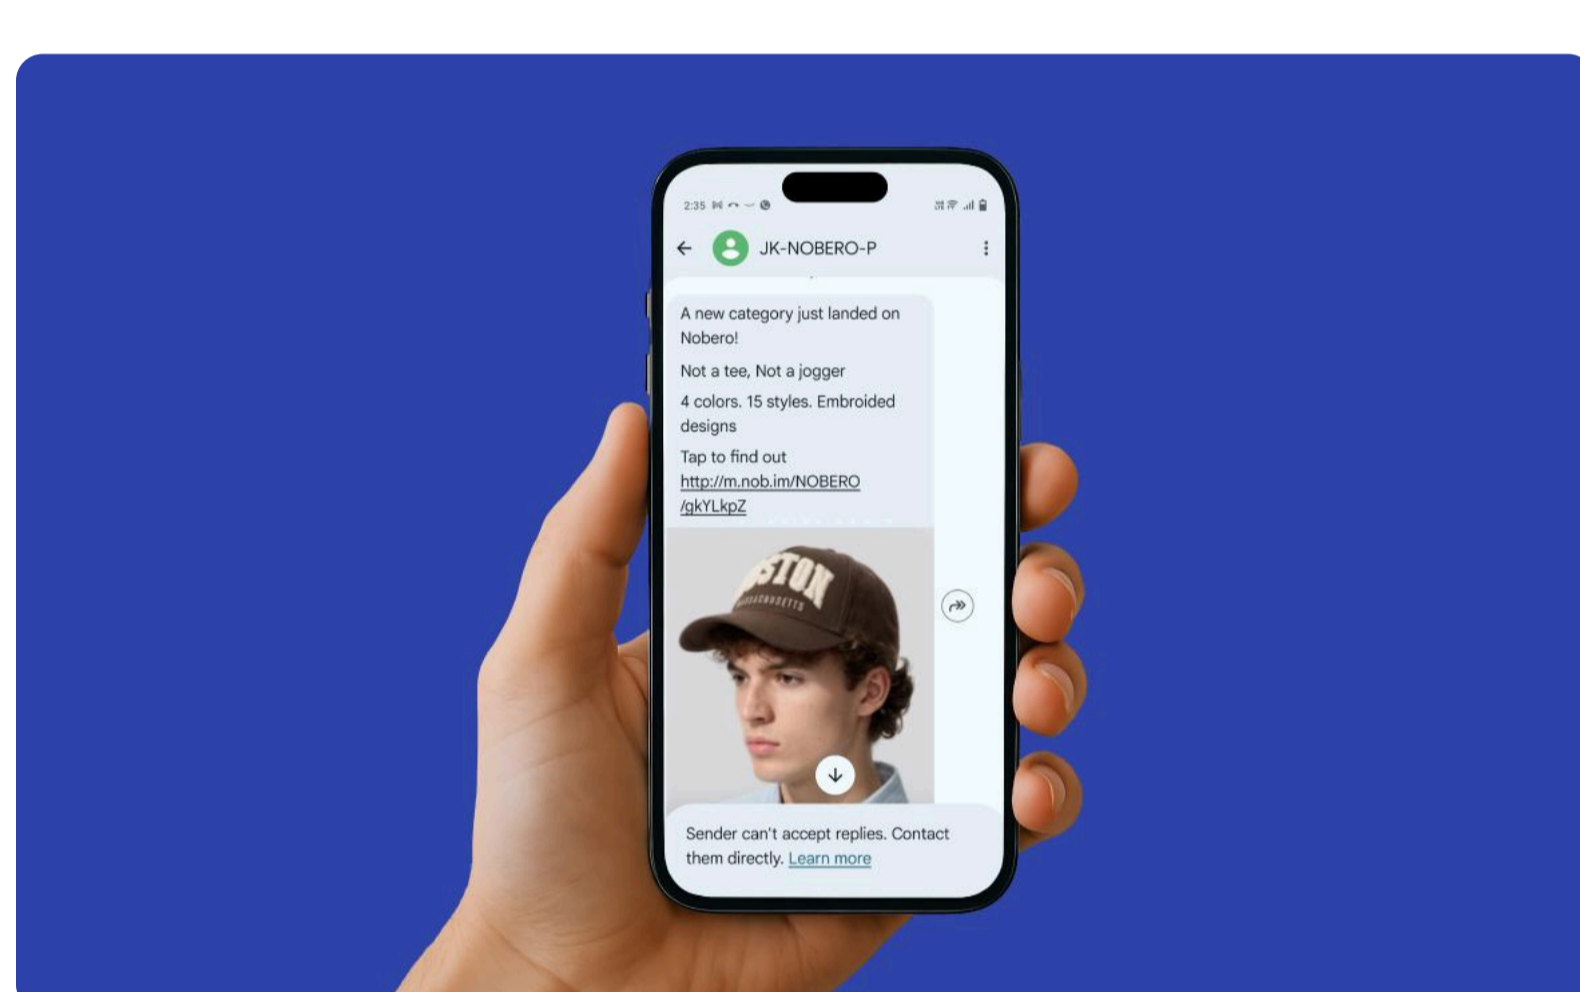 2:35
JK-NOBERO-P
A new category just landed on
Nobero!
Not a tee, Not a jogger
4 colors. 15 styles. Embroided
designs
Tap to find out
http://m.nob.im/NOBERO
/gkYLkpZ
MASSACHUSETTS
Sender can't accept replies. Contact
them directly. Learn more